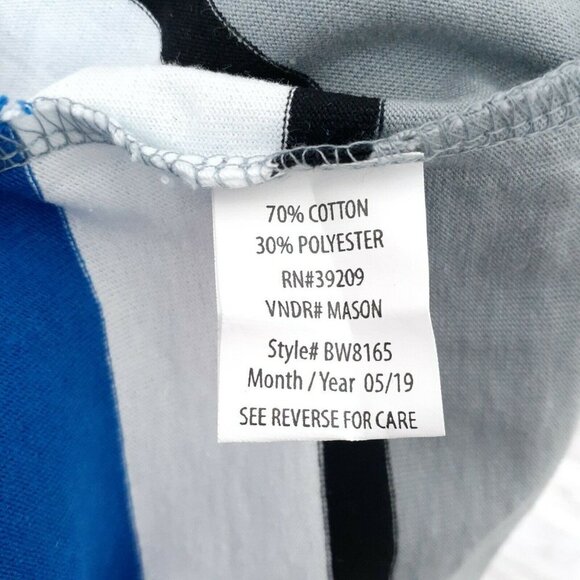 70% COTTON
30% POLYESTER
RN#39209
VNDR# MASON
Style# BW8165
Month / Year 05/19
SEE REVERSE FOR CARE